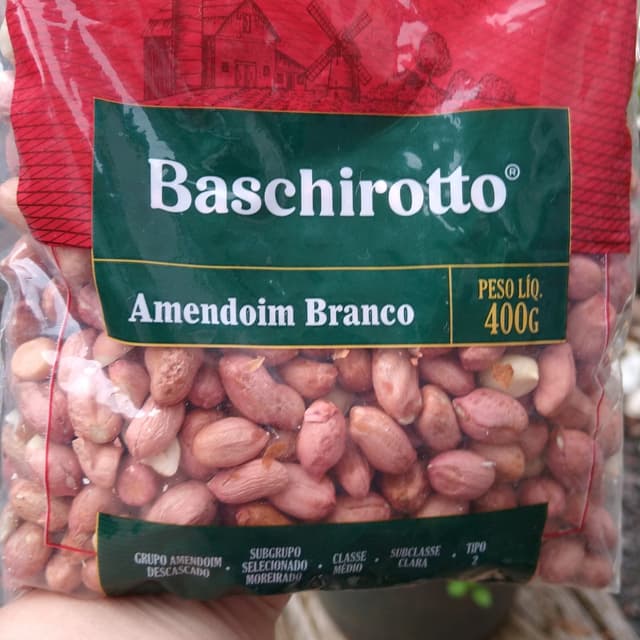 Baschirotto®
Amendoim Branco
PESO LÍQ.
400G
GRUPO AMENDOIM
DESCASCADO
SUBGRUPO
SELECIONADO
MOREIRADO
CLASSE
MÉDIO
SUBCLASSE
CLARA
TIPO
2